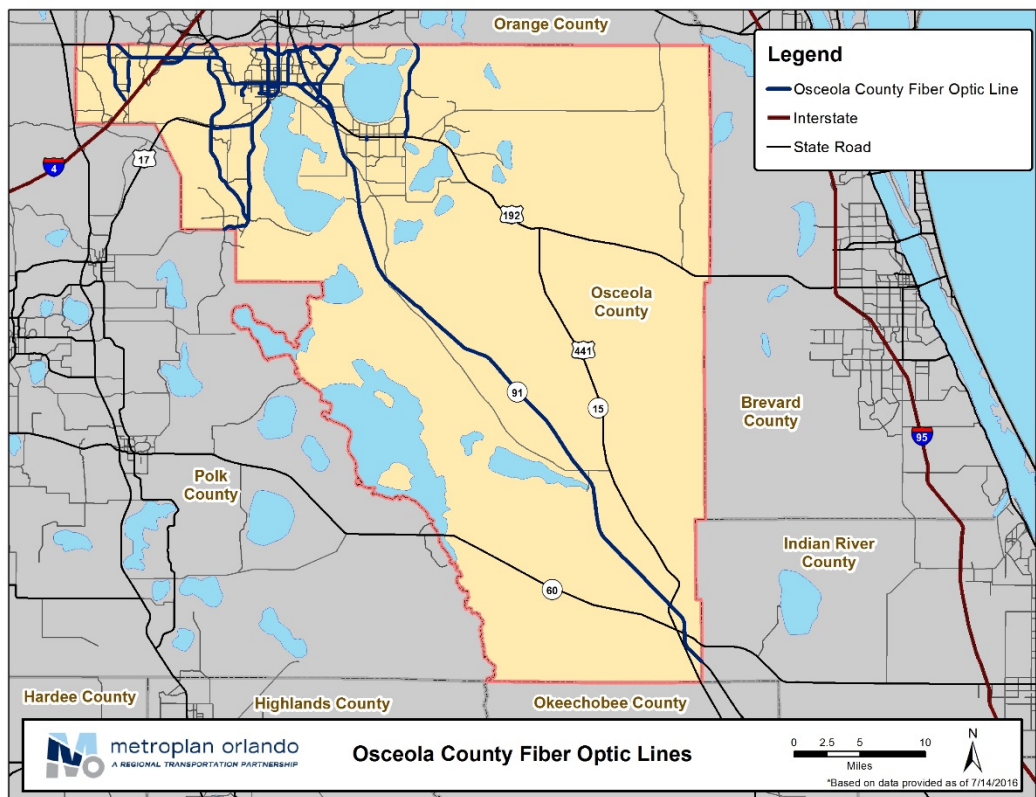 Orange County
Legend
Osceola County Fiber Optic Line
Interstate
State Road
4
17
192
Osceola
County
441
91
15
Brevard
County
95
Polk
County
Indian River
County
60
Hardee County
Highlands County
Okeechobee County
metroplan orlando
A REGIONAL TRANSPORTATION PARTNERSHIP
Osceola County Fiber Optic Lines
0 2.5 5 10
Miles
N
*Based on data provided as of 7/14/2016